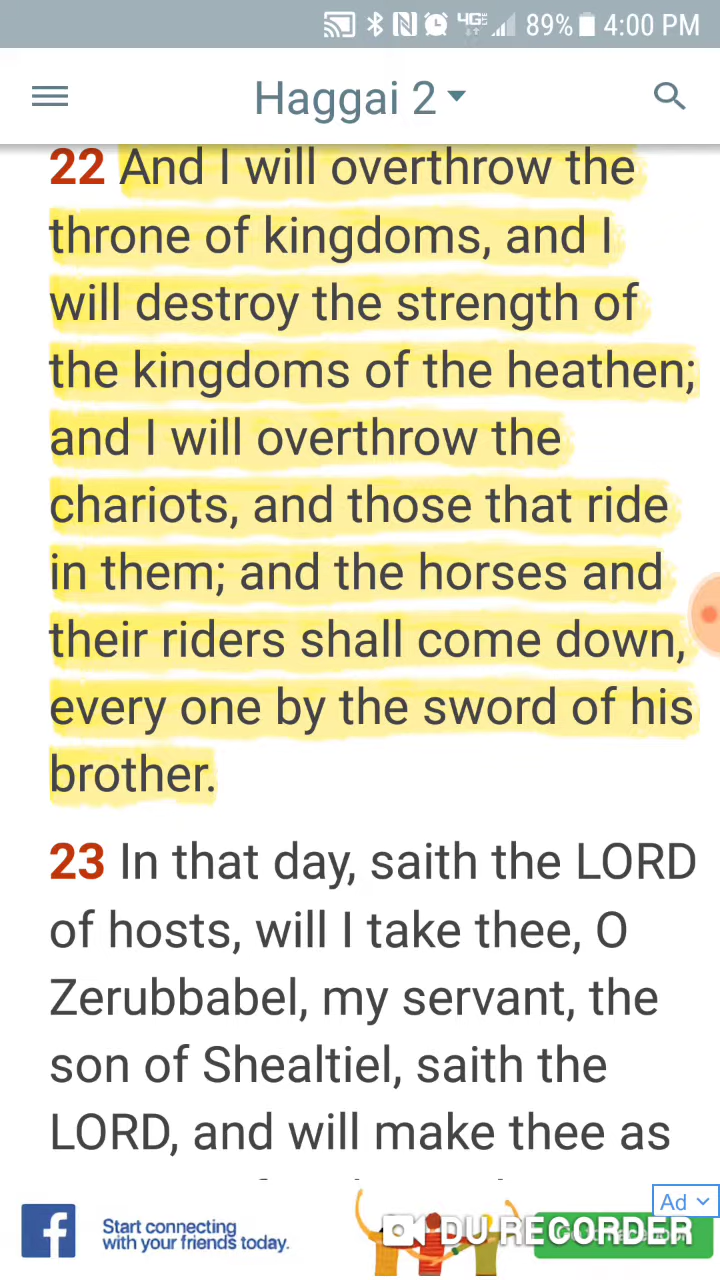 4G 89% 4:00 PM
Haggai 2
22 And I will overthrow the
throne of kingdoms, and I
will destroy the strength of
the kingdoms of the heathen;
and I will overthrow the
chariots, and those that ride
in them; and the horses and
their riders shall come down,
every one by the sword of his
brother.
23 In that day, saith the LORD
of hosts, will I take thee, O
Zerubbabel, my servant, the
son of Shealtiel, saith the
LORD, and will make thee as
Ad
Start connecting
with your friends today.
DU RECORDER